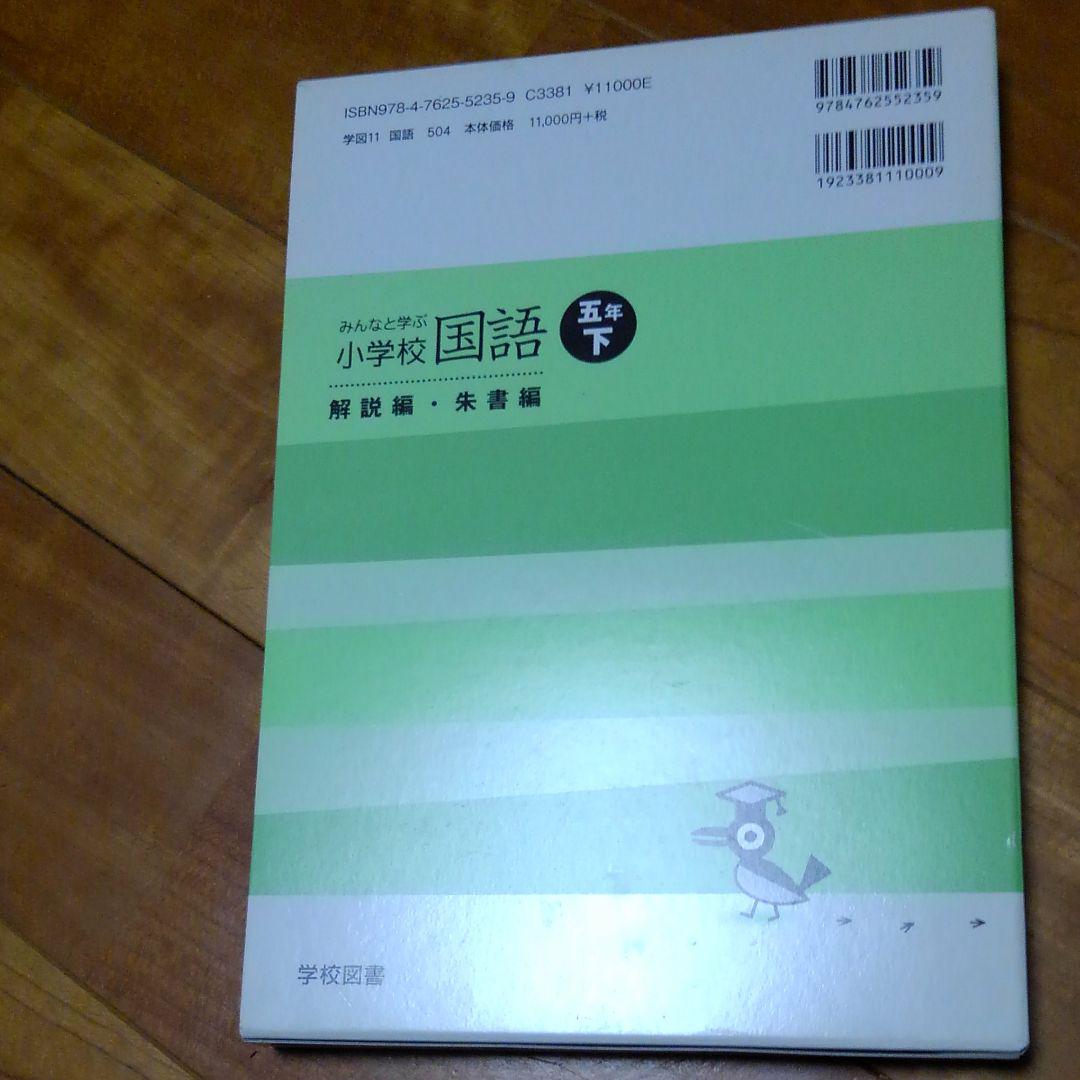 ISBN978-4-7625-5235-9 C3381 ¥11000E
学図11 国語 504 本体価格 11,000円+税
9784762552359
1923381110009
みんなと学ぶ
小学校 国語
五年
下
解説編・朱書編
学校図書